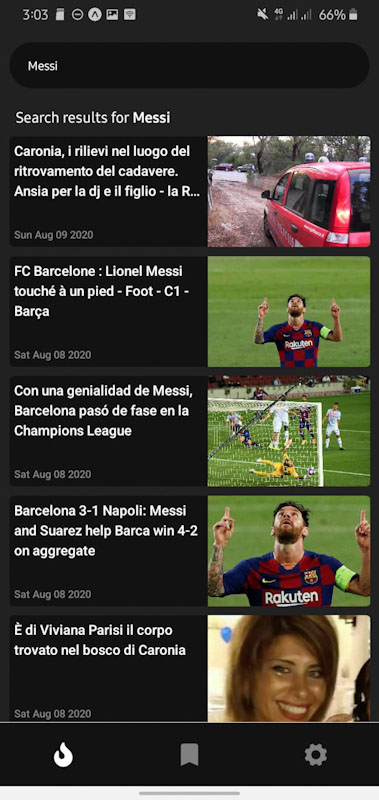 3:03
4G
66%
Messi
Search results for Messi
Caronia, i rilievi nel luogo del
ritrovamento del cadavere.
Ansia per la dj e il figlio - la R...
Sun Aug 09 2020
FC Barcelone : Lionel Messi
touché à un pied - Foot - C1 -
Barça
Sat Aug 08 2020
Rakuten
Con una genialidad de Messi,
Barcelona pasó de fase en la
Champions League
Sat Aug 08 2020
Barcelona 3-1 Napoli: Messi
and Suarez help Barca win 4-2
on aggregate
Sat Aug 08 2020
Rakuten
È di Viviana Parisi il corpo
trovato nel bosco di Caronia
Sat Aug 08 2020